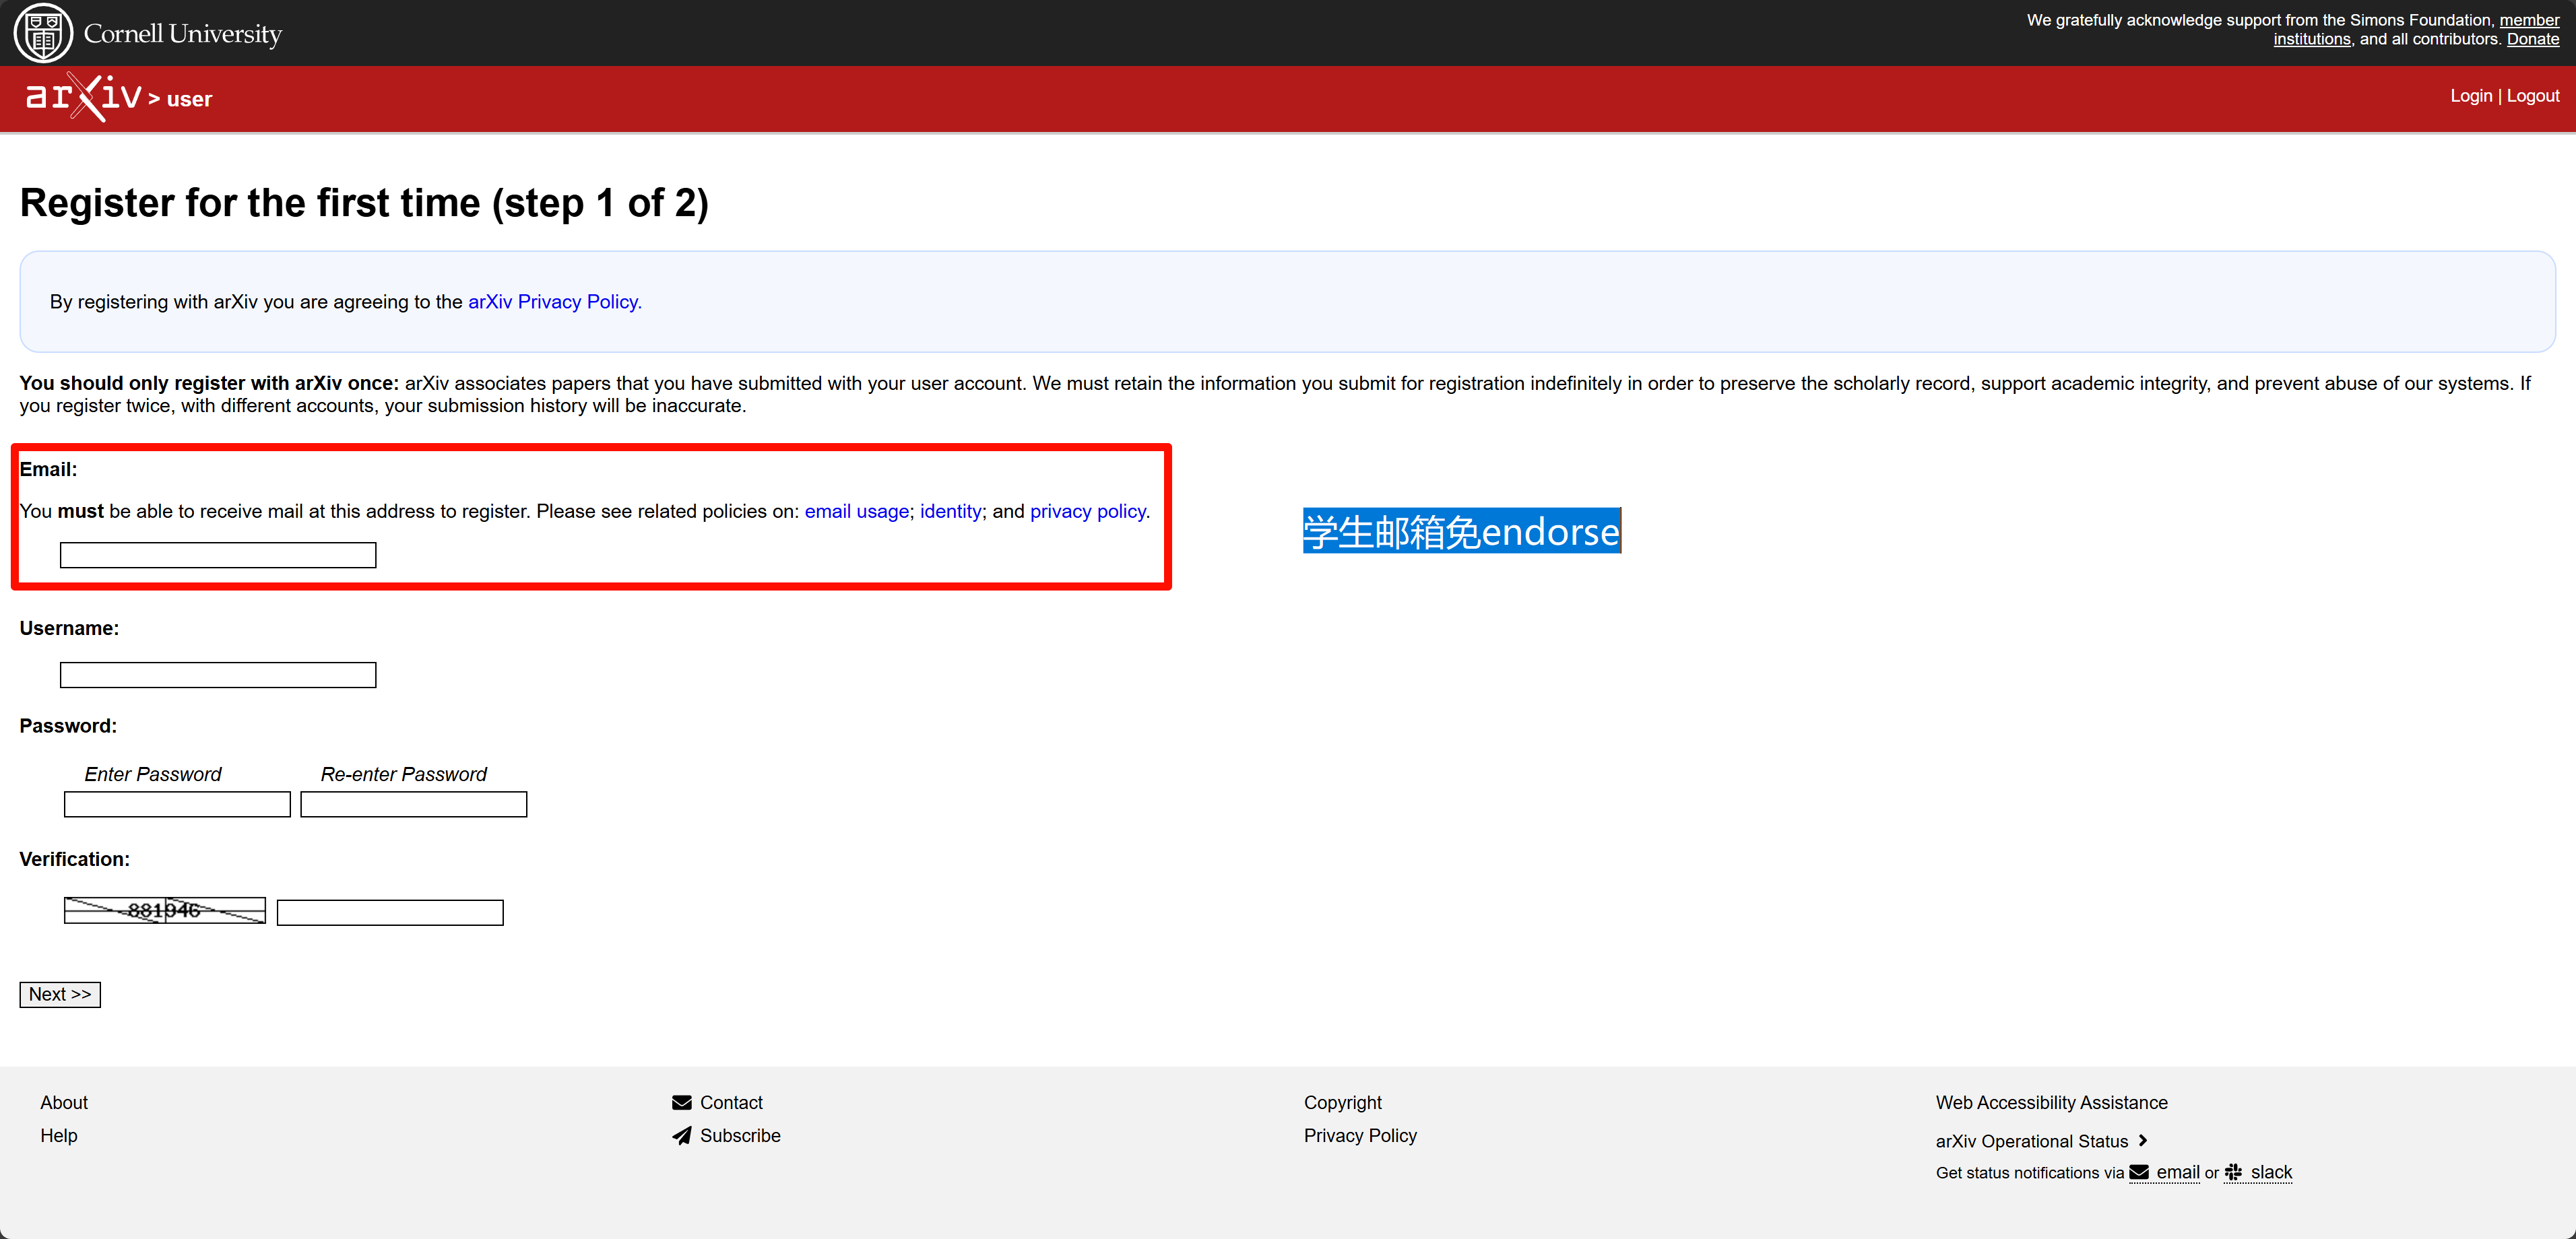 Cornell University
We gratefully acknowledge support from the Simons Foundation, member
institutions, and all contributors. Donate
arXiv > user
Login | Logout
Register for the first time (step 1 of 2)
By registering with arXiv you are agreeing to the arXiv Privacy Policy.
You should only register with arXiv once: arXiv associates papers that you have submitted with your user account. We must retain the information you submit for registration indefinitely in order to preserve the scholarly record, support academic integrity, and prevent abuse of our systems. If
you register twice, with different accounts, your submission history will be inaccurate.
Email:
You must be able to receive mail at this address to register. Please see related policies on: email usage; identity; and privacy policy.
学生邮箱免endorse
Username:
Password:
Enter Password Re-enter Password
Verification:
881946
Next >>
About
Help
Contact
Subscribe
Copyright
Privacy Policy
Web Accessibility Assistance
arXiv Operational Status >
Get status notifications via email or slack